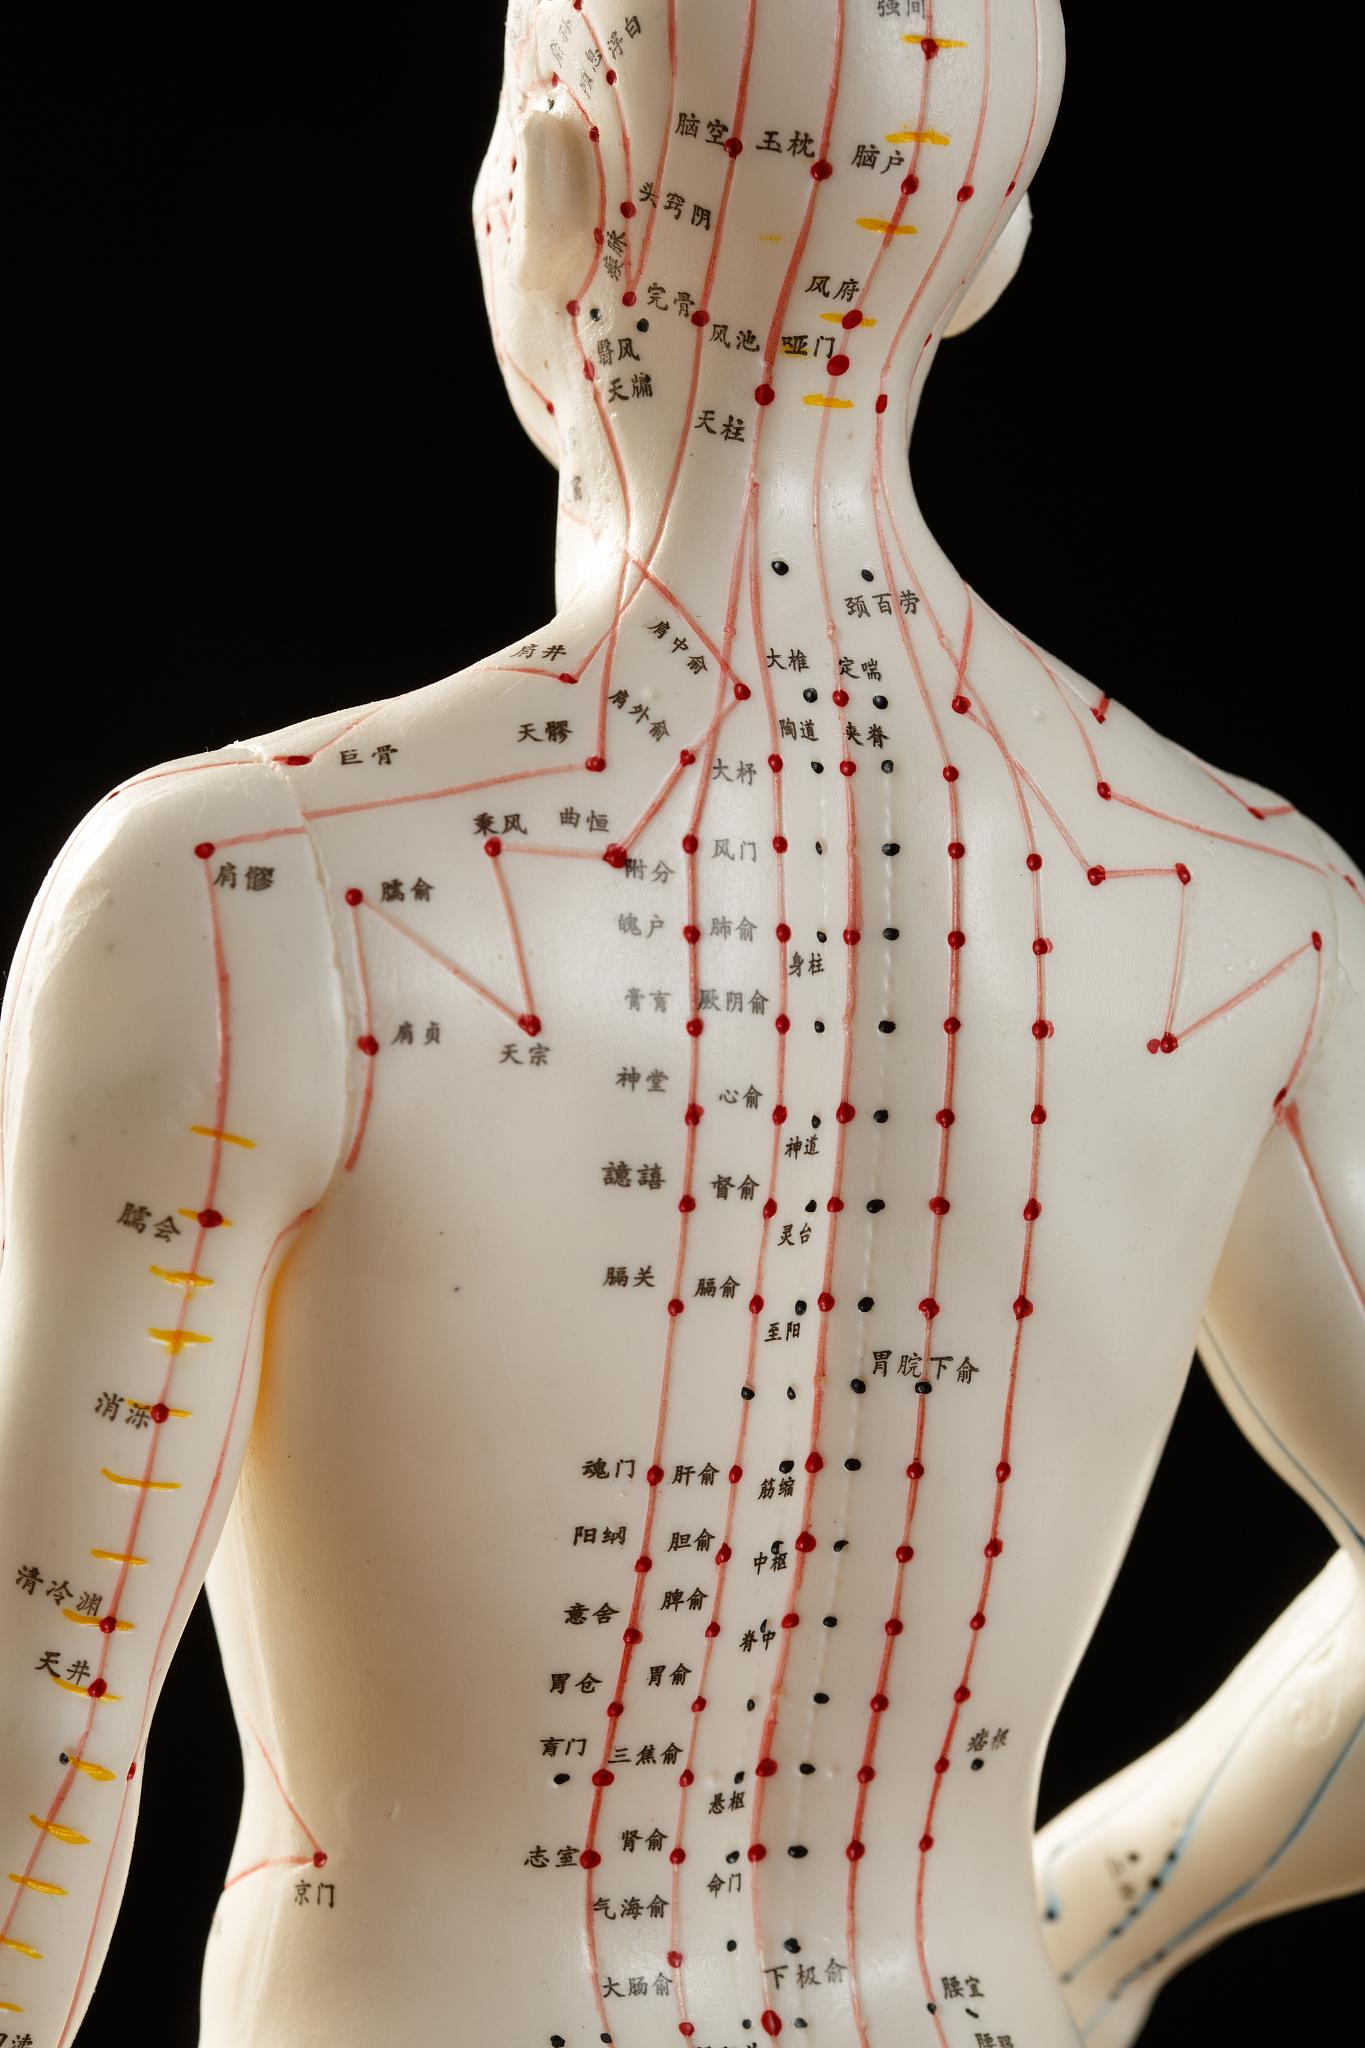 强间
浮白
脑空
玉枕
脑户
头窍阴
完骨
风府
风池
哑门
翳风
天牖
天柱
颈百劳
肩井
肩中俞
大椎
定喘
肩外俞
天髎
陶道
夹脊
巨骨
大杼
秉风
曲恒
附分
风门
肩髎
臑俞
魄户
肺俞
身柱
膏肓
厥阴俞
肩贞
天宗
神堂
心俞
神道
譩譆
督俞
臑会
灵台
膈关
膈俞
至阳
胃脘下俞
消泺
魂门
肝俞
筋缩
阳纲
胆俞
中枢
清冷渊
意舍
脾俞
脊中
天井
胃仓
胃俞
肓门
三焦俞
痞根
悬枢
志室
肾俞
京门
命门
气海俞
大肠俞
下极俞
腰宜